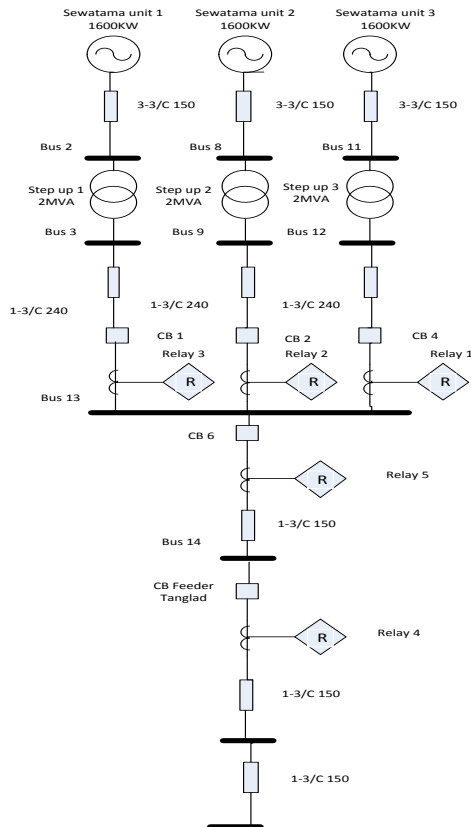 Sewatama unit 1
1600KW
Sewatama unit 2
1600KW
Sewatama unit 3
1600KW
3-3/C 150
3-3/C 150
3-3/C 150
Bus 2
Bus 8
Bus 11
Step up 1
2MVA
Step up 2
2MVA
Step up 3
2MVA
Bus 3
Bus 9
Bus 12
1-3/C 240
1-3/C 240
1-3/C 240
CB 1
CB 2
CB 4
Relay 3
Relay 2
Relay 1
R
R
R
Bus 13
CB 6
Relay 5
R
1-3/C 150
Bus 14
CB Feeder
Tanglad
Relay 4
R
1-3/C 150
1-3/C 150